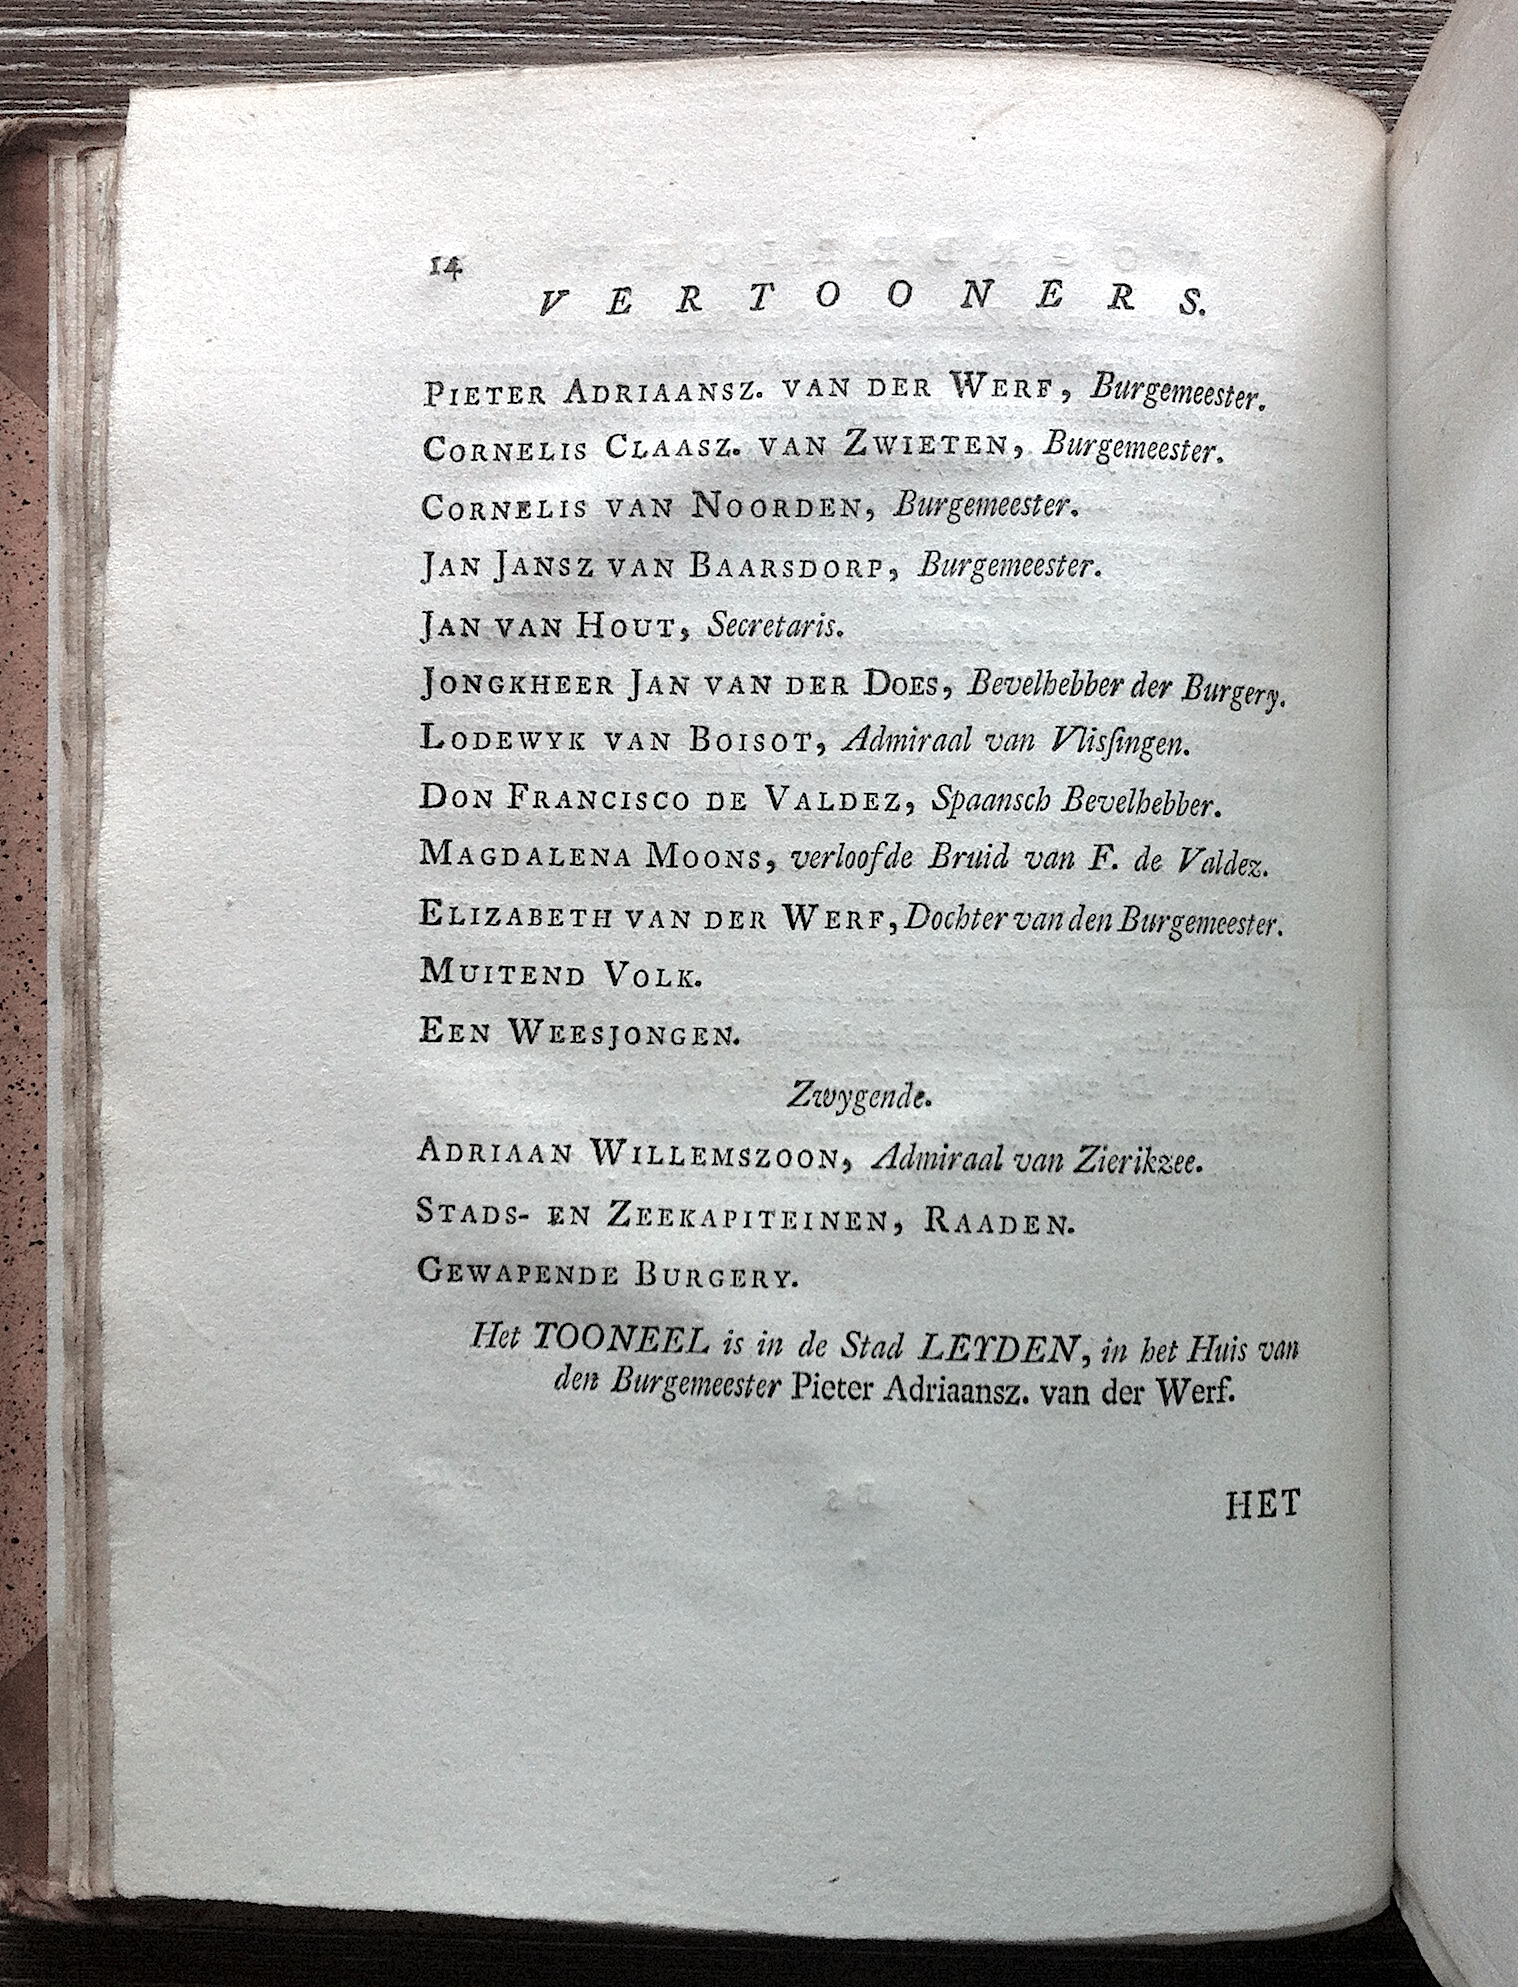 14
VERTOONERS.
PIETER ADRIAANSZ. VAN DER WERF, Burgemeester.
CORNELIS CLAASZ. VAN ZWIETEN, Burgemeester.
CORNELIS VAN NOORDEN, Burgemeester.
JAN JANSZ VAN BAARSDORP, Burgemeester.
JAN VAN HOUT, Secretaris.
JONGKHEER JAN VAN DER DOES, Bevelhebber der Burgery.
LODEWYK VAN BOISOT, Admiraal van Vlisſingen.
DON FRANCISCO DE VALDEZ, Spaansch Bevelhebber.
MAGDALENA MOONS, verloofde Bruid van F. de Valdez.
ELIZABETH VAN DER WERF, Dochter van den Burgemeester.
MUITEND VOLK.
EEN WEESJONGEN.
Zwygende.
ADRIAAN WILLEMSZOON, Admiraal van Zierikzee.
STADS- EN ZEEKAPITEINEN, RAADEN.
GEWAPENDE BURGERY.
Het TOONEEL is in de Stad LEYDEN, in het Huis van
den Burgemeester Pieter Adriaansz. van der Werf.
HET